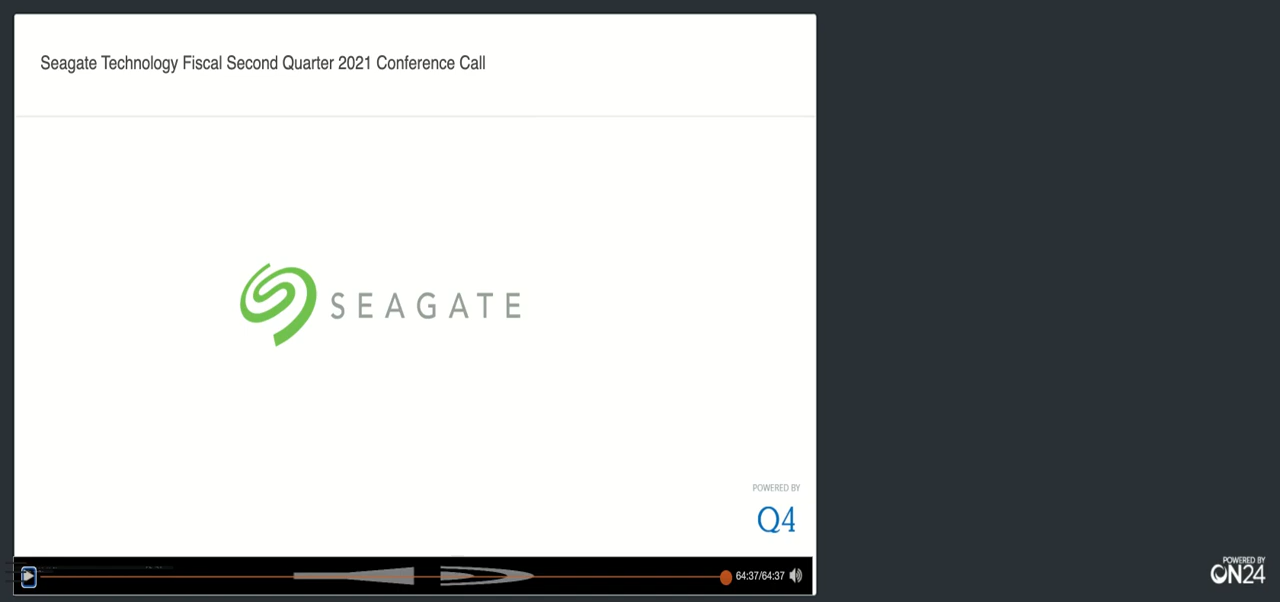 Seagate Technology Fiscal Second Quarter 2021 Conference Call
SEAGATE
POWERED BY
Q4
64:37/64:37
POWERED BY
ON24